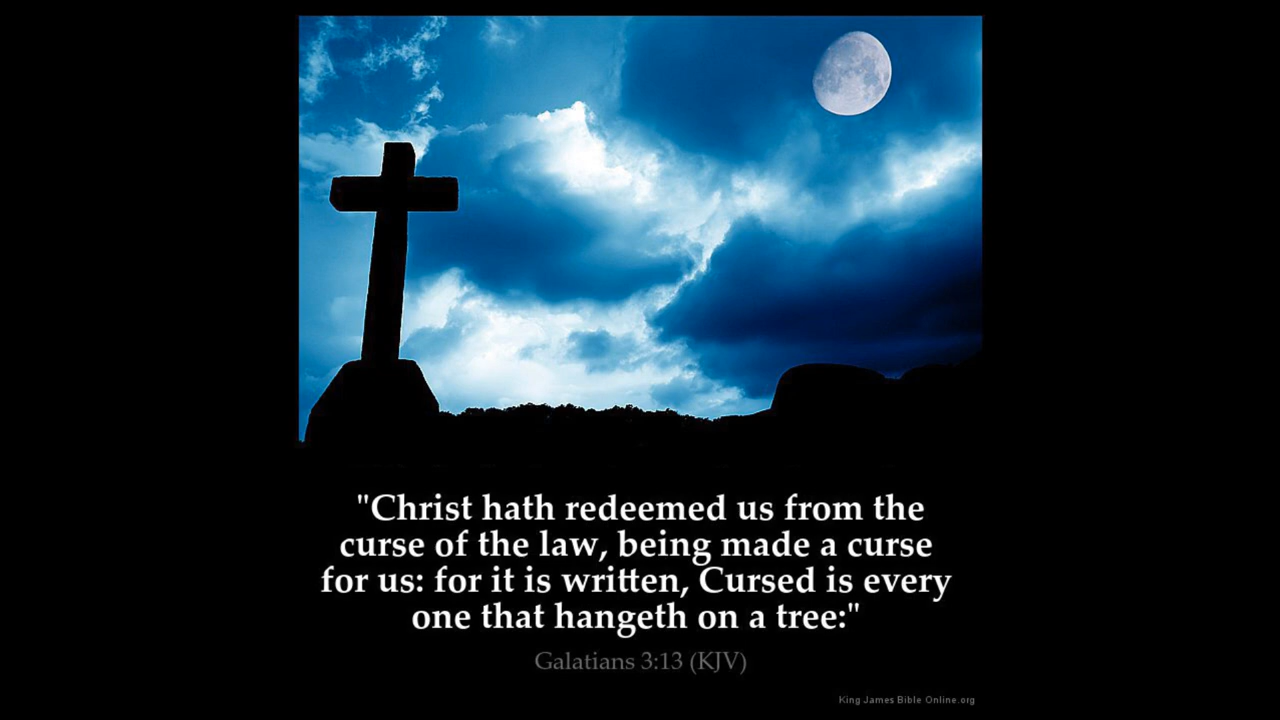 "Christ hath redeemed us from the
curse of the law, being made a curse
for us: for it is written, Cursed is every
one that hangeth on a tree:"
Galatians 3:13 (KJV)
King James Bible Online.org